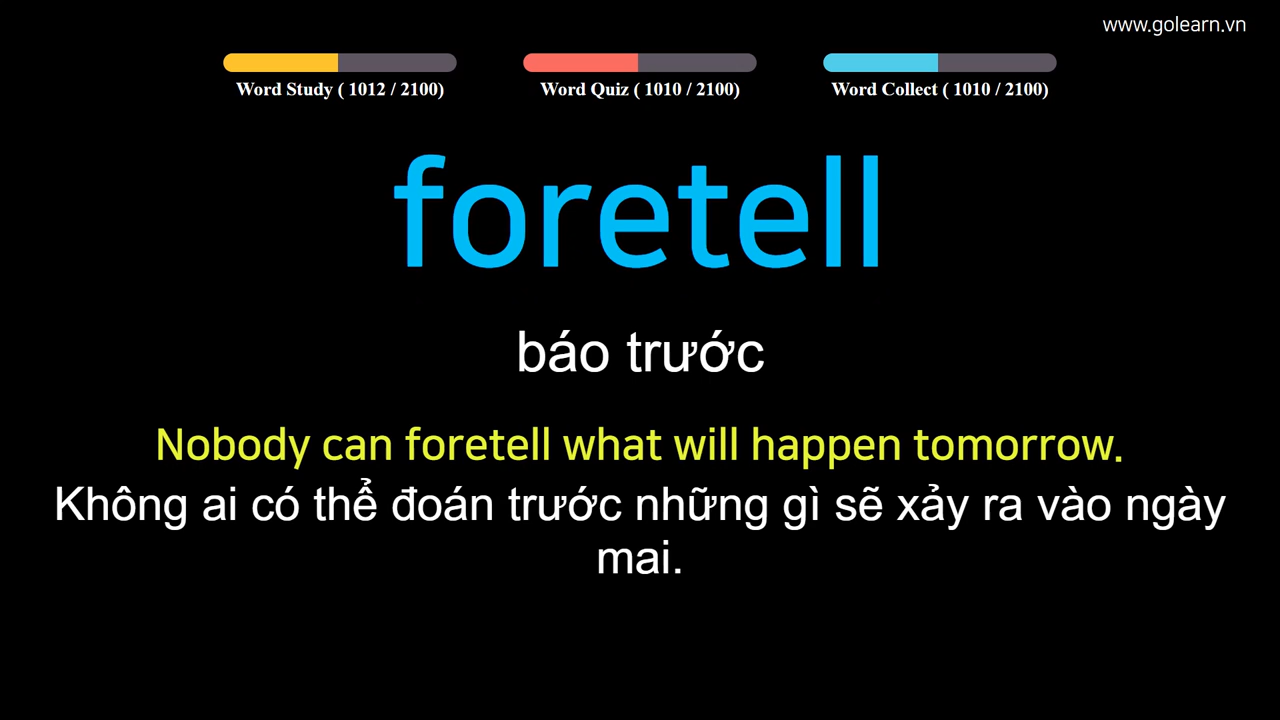 www.golearn.vn
Word Study ( 1012 / 2100) Word Quiz ( 1010 / 2100) Word Collect ( 1010 / 2100)
foretell
báo trước
Nobody can foretell what will happen tomorrow.
Không ai có thể đoán trước những gì sẽ xảy ra vào ngày
mai.